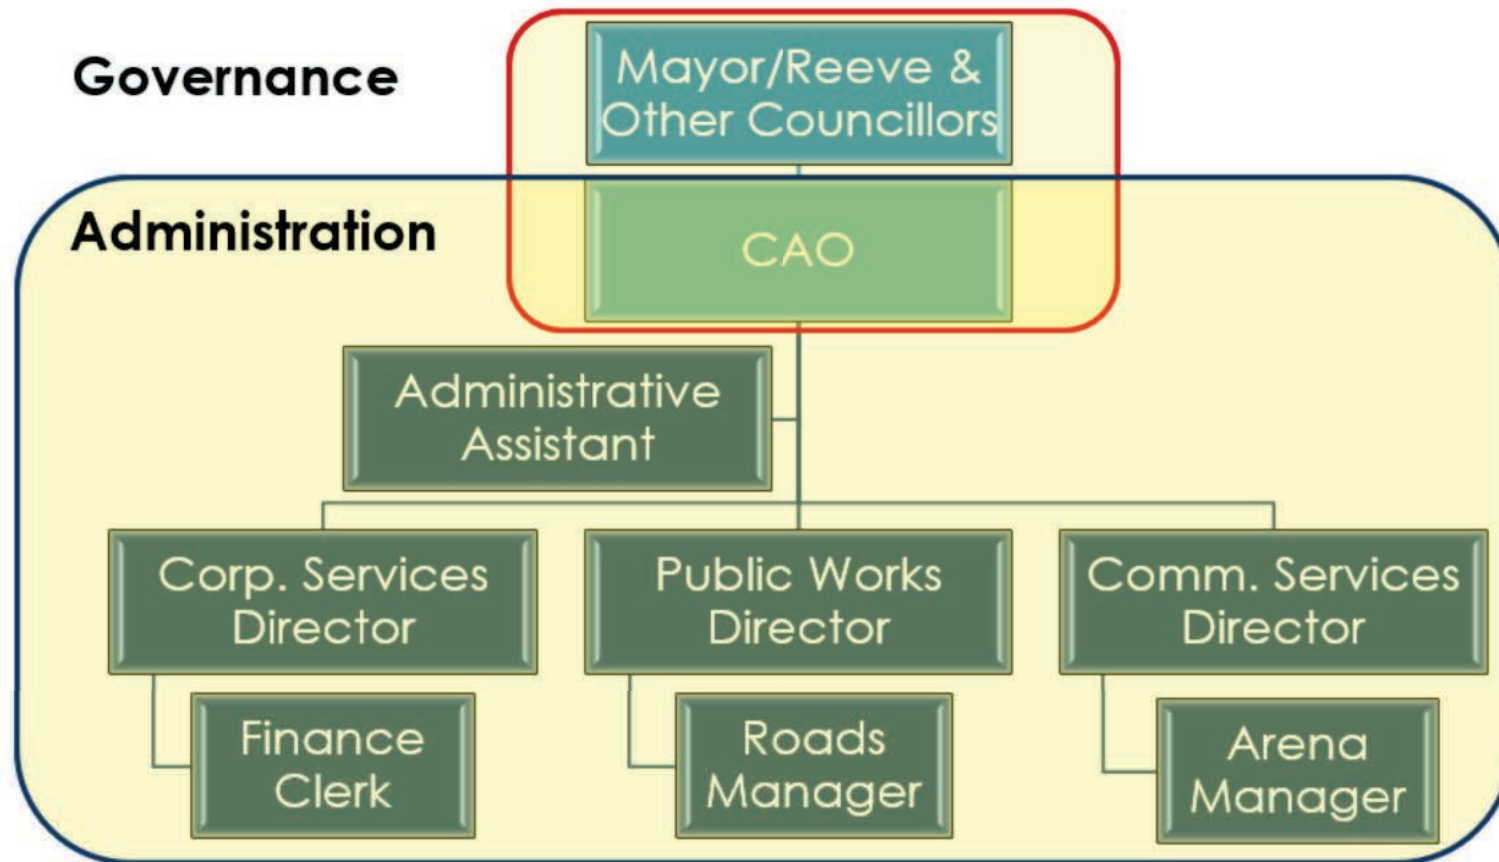 Governance
Mayor/Reeve &
Other Councillors
Administration
CAO
Administrative
Assistant
Corp. Services
Director
Public Works
Director
Comm. Services
Director
Finance
Clerk
Roads
Manager
Arena
Manager